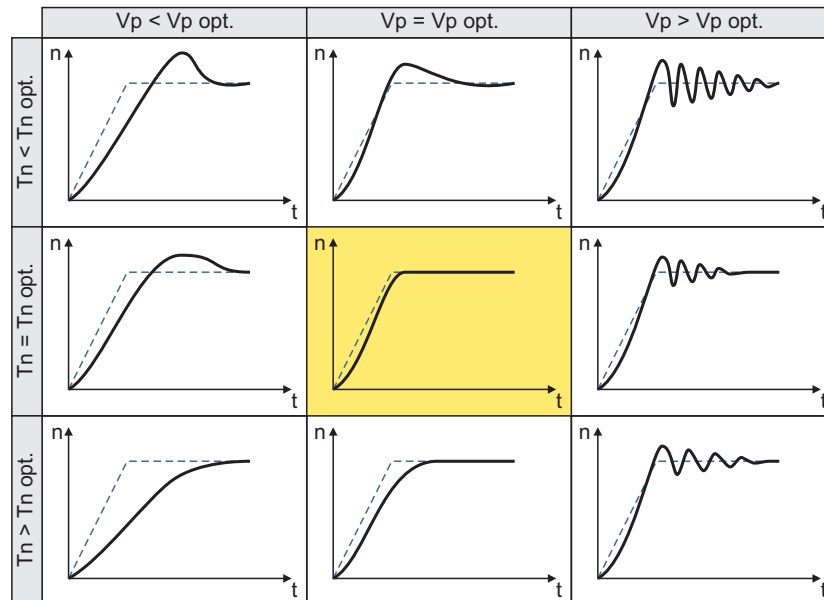 Vp < Vp opt.
Vp = Vp opt.
Vp > Vp opt.
Tn < Tn opt.
n
t
n
t
n
t
Tn = Tn opt.
n
t
n
t
n
t
Tn > Tn opt.
n
t
n
t
n
t